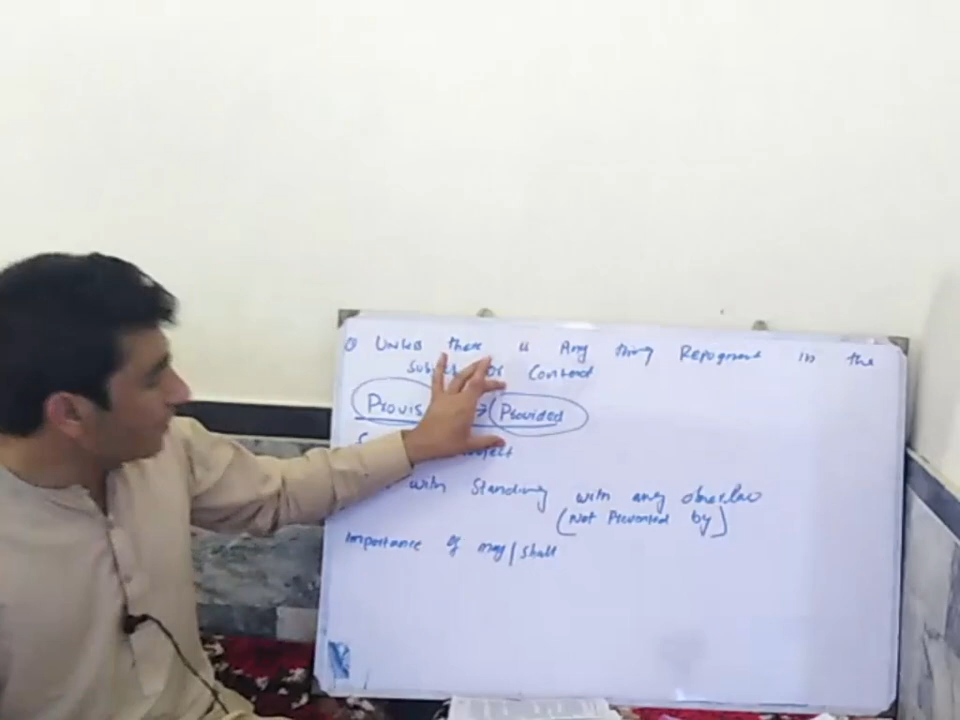 Unless there is Any thing Repugnant in the
Subject or Context
Provis → Provided
with Standing with any other law
(Not Prevented by)
Importance of may/shall